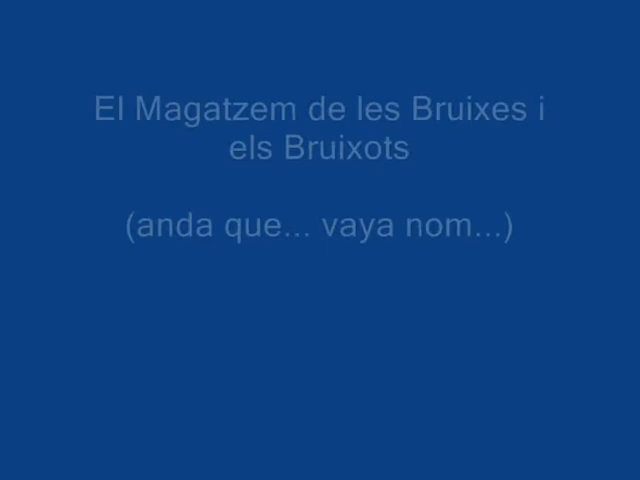 El Magatzem de les Bruixes i
els Bruixots
(anda que... vaya nom...)